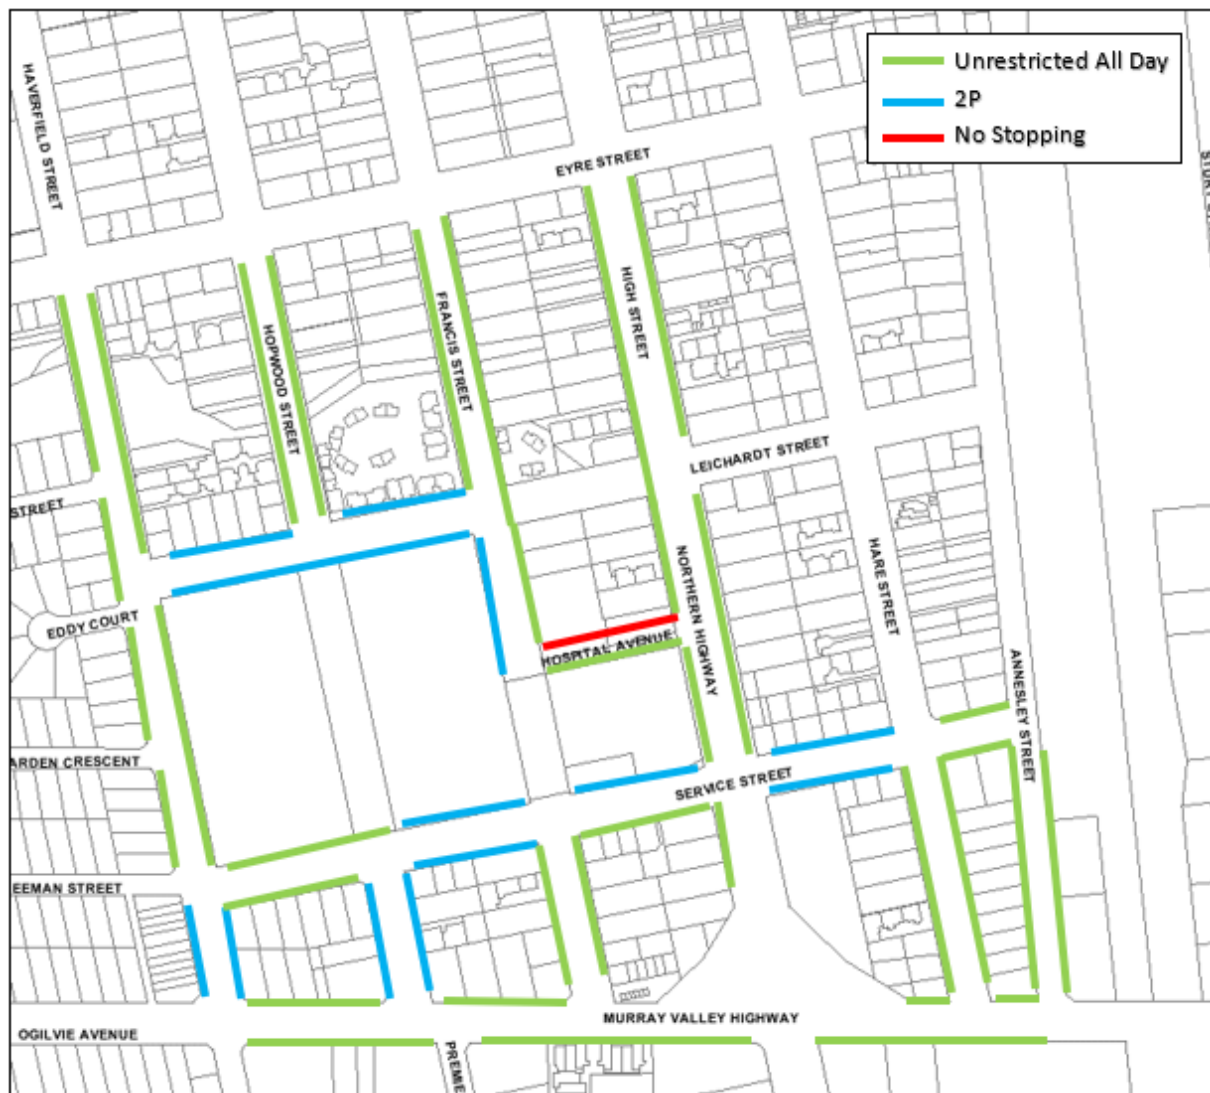 Unrestricted All Day
2P
No Stopping
HAVERFIELD STREET
EYRE STREET
HIGH STREET
FRANCIS STREET
HOPWOOD STREET
LEICHARDT STREET
STREET
NORTHERN HIGHWAY
HARE STREET
EDDY COURT
HOSPITAL AVENUE
ANNESLEY STREET
ARDEN CRESCENT
SERVICE STREET
EEMAN STREET
MURRAY VALLEY HIGHWAY
OGILVIE AVENUE
PREMIE